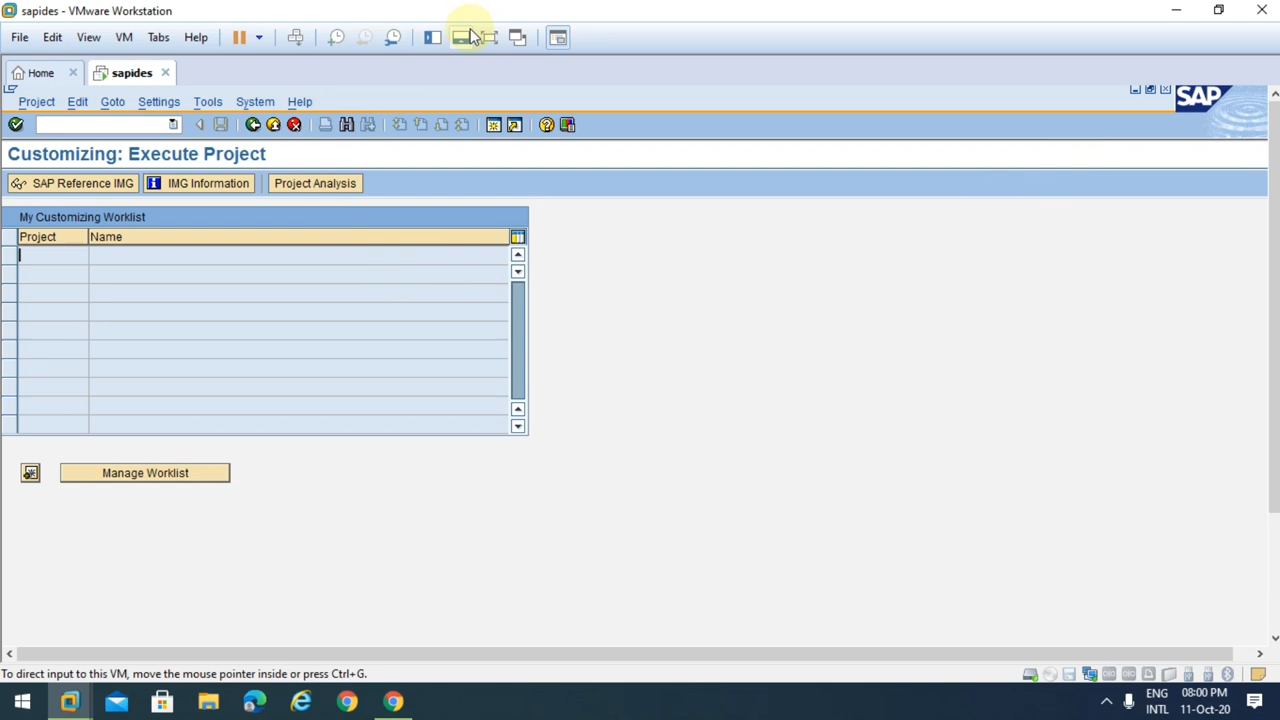 sapides - VMware Workstation
File Edit View VM Tabs Help
Home sapides
Project Edit Goto Settings Tools System Help
SAP
Customizing: Execute Project
SAP Reference IMG IMG Information Project Analysis
My Customizing Worklist
Project Name
Manage Worklist
To direct input to this VM, move the mouse pointer inside or press Ctrl+G.
ENG 08:00 PM
INTL 11-Oct-20